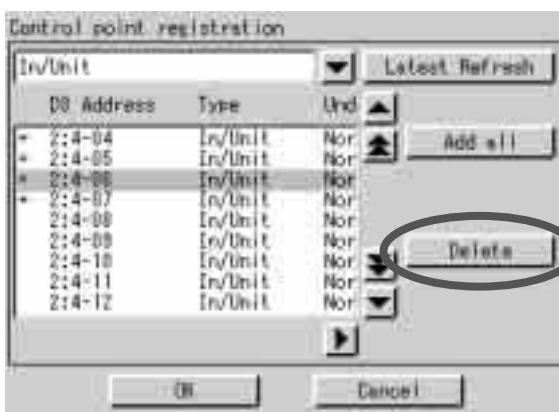 Control point registration
In/Unit Latest Refresh
D3 Address Type Und
* 2:4-04 In/Unit Nor Add all
* 2:4-05 In/Unit Nor
* 2:4-06 In/Unit Nor
* 2:4-07 In/Unit Nor
2:4-08 In/Unit Nor
2:4-09 In/Unit Nor
2:4-10 In/Unit Nor Delete
2:4-11 In/Unit Nor
2:4-12 In/Unit Nor
OK Cancel